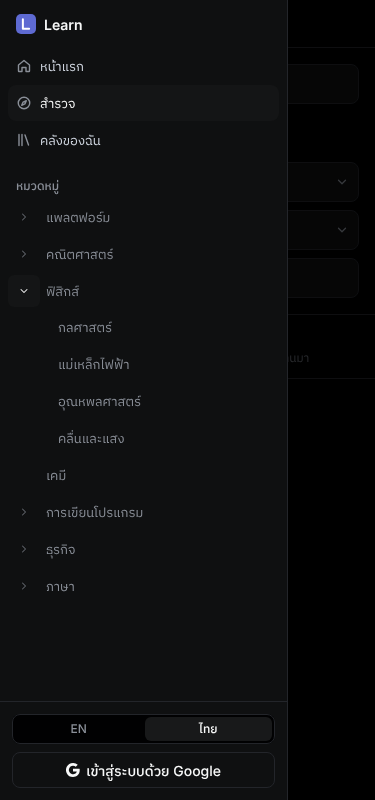 L Learn
หน้าแรก
สำรวจ
คลังของฉัน
หมวดหมู่
แพลตฟอร์ม
คณิตศาสตร์
ฟิสิกส์
กลศาสตร์
แม่เหล็กไฟฟ้า
อุณหพลศาสตร์
คลื่นและแสง
เคมี
การเขียนโปรแกรม
ธุรกิจ
ภาษา
EN ไทย
G เข้าสู่ระบบด้วย Google